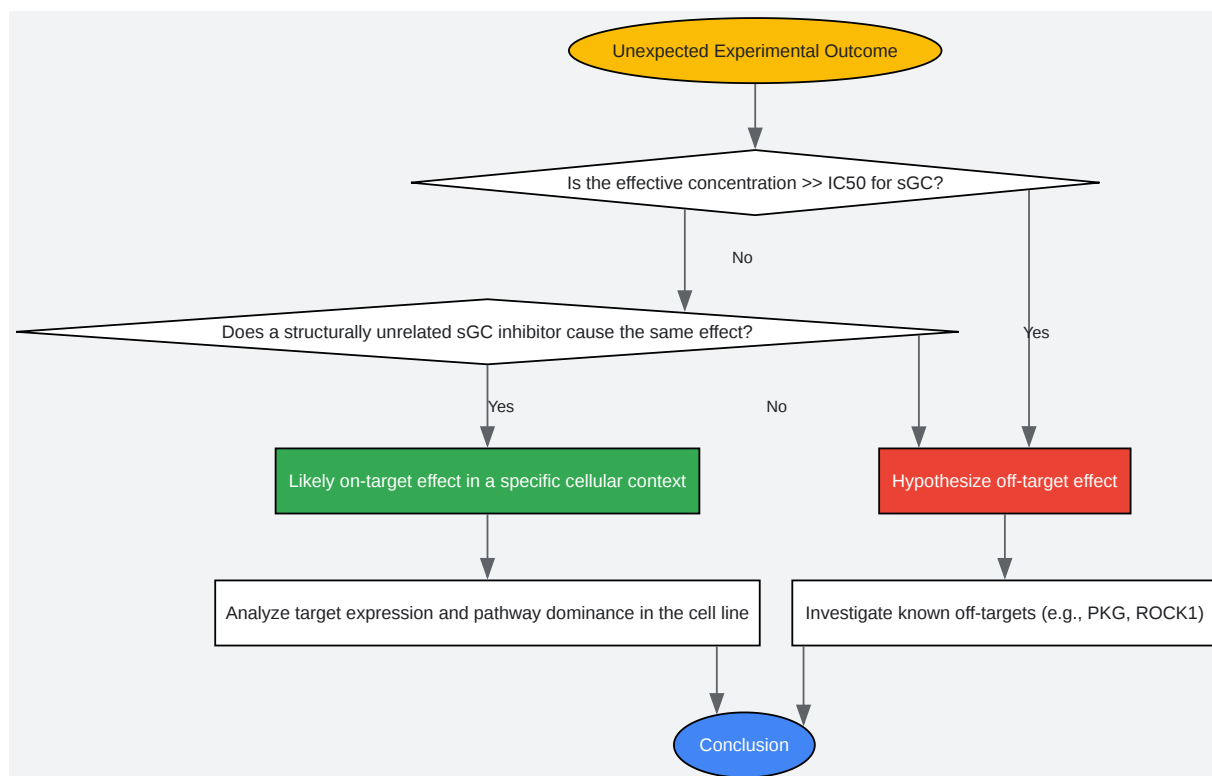 Unexpected Experimental Outcome
Is the effective concentration >> IC50 for sGC?
No
Does a structurally unrelated sGC inhibitor cause the same effect?
Yes
Yes
No
Likely on-target effect in a specific cellular context
Hypothesize off-target effect
Analyze target expression and pathway dominance in the cell line
Investigate known off-targets (e.g., PKG, ROCK1)
Conclusion